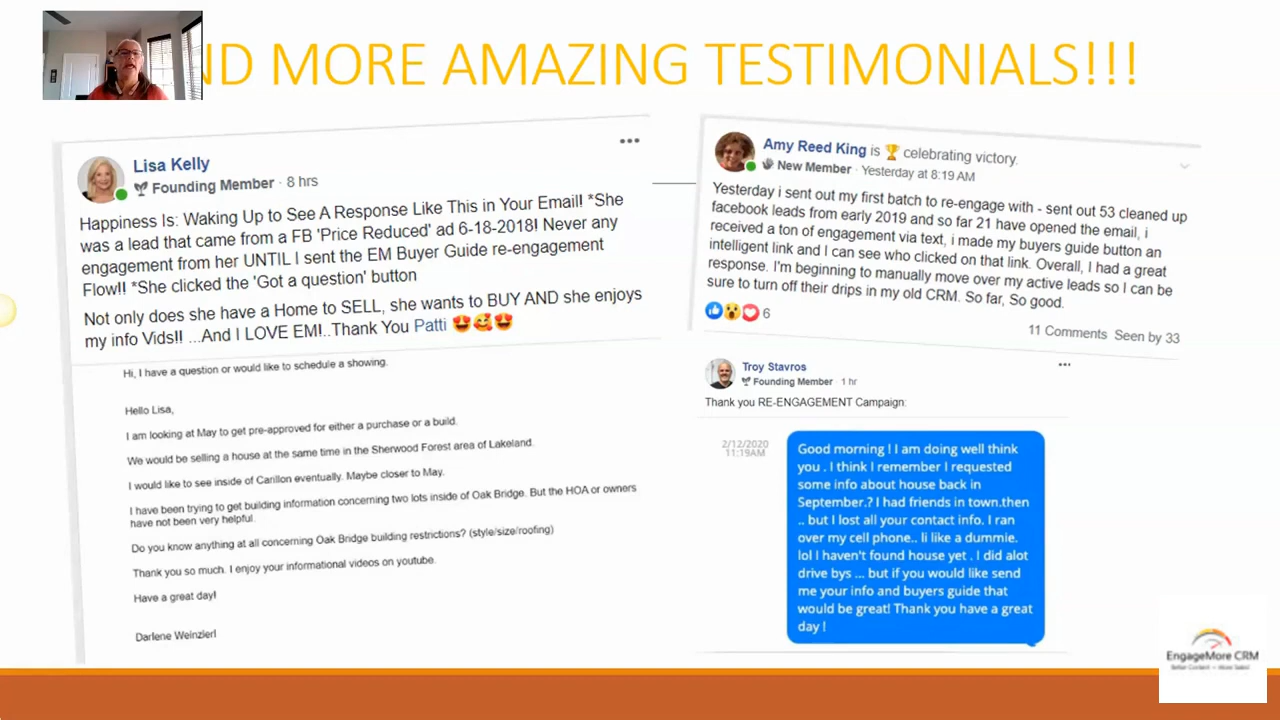 ND MORE AMAZING TESTIMONIALS!!!
Lisa Kelly
Founding Member · 8 hrs
Happiness Is: Waking Up to See A Response Like This in Your Email! *She
was a lead that came from a FB 'Price Reduced' ad 6-18-2018! Never any
engagement from her UNTIL I sent the EM Buyer Guide re-engagement
Flow!! *She clicked the 'Got a question' button
Not only does she have a Home to SELL, she wants to BUY AND she enjoys
my info Vids!! ...And I LOVE EM!..Thank You Patti 😍🥰😍
Hi, I have a question or would like to schedule a showing.
Hello Lisa,
I am looking at May to get pre-approved for either a purchase or a build.
We would be selling a house at the same time in the Sherwood Forest area of Lakeland.
I would like to see inside of Carillon eventually. Maybe closer to May.
I have been trying to get building information concerning two lots inside of Oak Bridge. But the HOA or owners
have not been very helpful.
Do you know anything at all concerning Oak Bridge building restrictions? (style/size/roofing)
Thank you so much. I enjoy your informational videos on youtube.
Have a great day!
Darlene Weinzierl
Amy Reed King is 🏆 celebrating victory.
New Member · Yesterday at 8:19 AM
Yesterday i sent out my first batch to re-engage with - sent out 53 cleaned up
facebook leads from early 2019 and so far 21 have opened the email, i
received a ton of engagement via text, i made my buyers guide button an
intelligent link and I can see who clicked on that link. Overall, I had a great
response. I'm beginning to manually move over my active leads so I can be
sure to turn off their drips in my old CRM. So far, So good.
6
11 Comments Seen by 33
Troy Stavros
Founding Member · 1 hr
Thank you RE-ENGAGEMENT Campaign:
2/12/2020
11:19AM
Good morning ! I am doing well think
you . I think I remember I requested
some info about house back in
September.? I had friends in town.then
.. but I lost all your contact info. I ran
over my cell phone.. li like a dummie.
lol I haven't found house yet . I did alot
drive bys ... but if you would like send
me your info and buyers guide that
would be great! Thank you have a great
day !
EngageMore CRM
Better Content = More Sales!